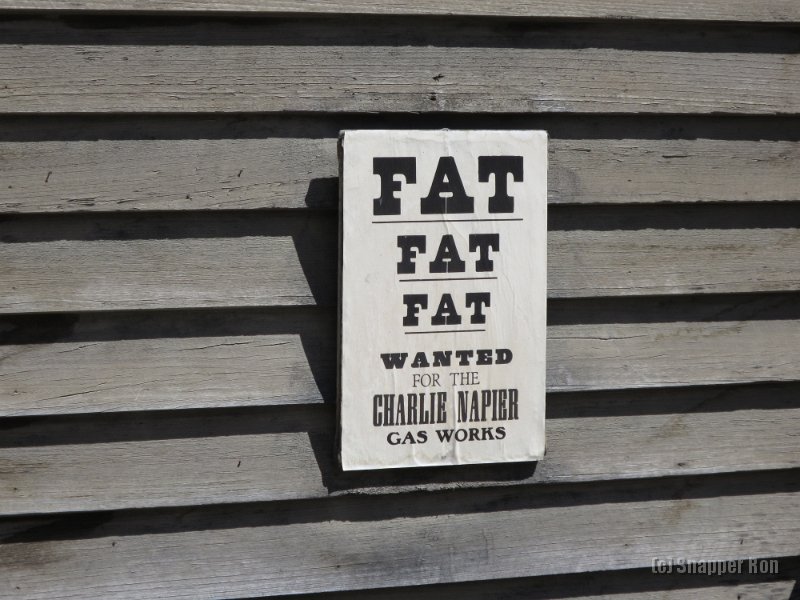 FAT
FAT
FAT
WANTED
FOR THE
CHARLIE NAPIER
GAS WORKS
(c) Snapper Ron